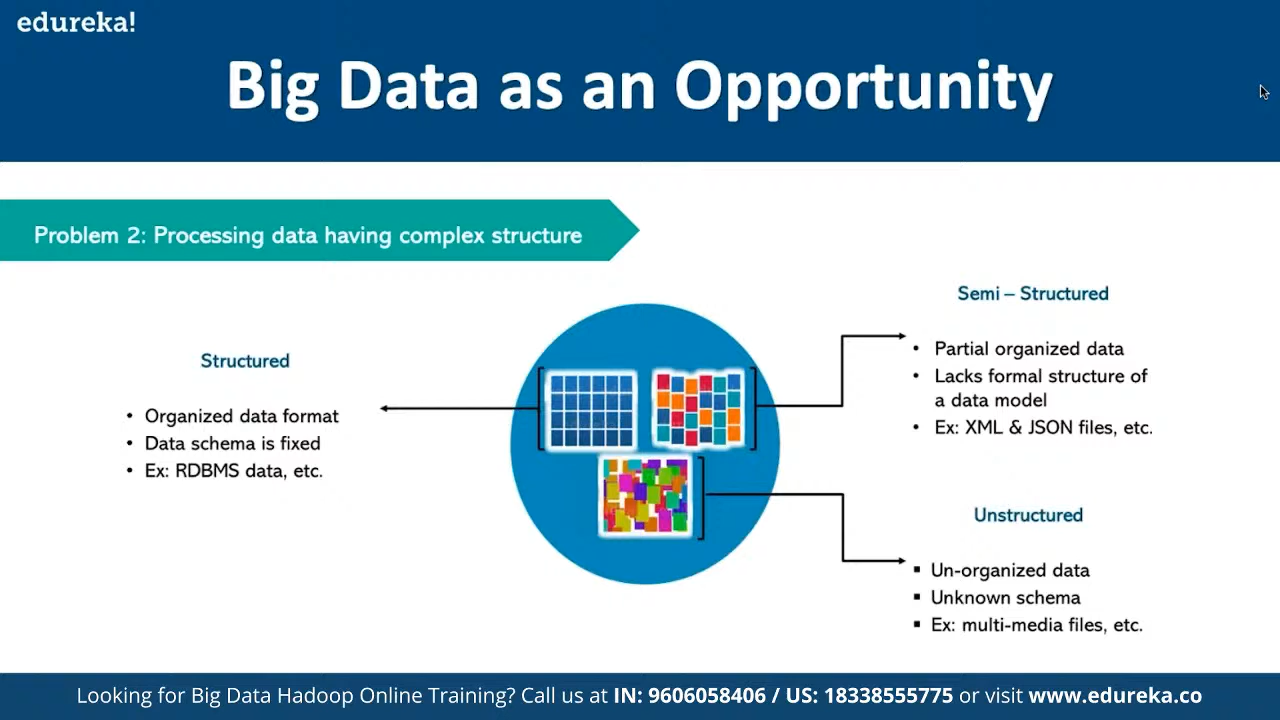 edureka!
Big Data as an Opportunity
Problem 2: Processing data having complex structure
Structured
• Organized data format
• Data schema is fixed
• Ex: RDBMS data, etc.
Semi – Structured
• Partial organized data
• Lacks formal structure of
a data model
• Ex: XML & JSON files, etc.
Unstructured
▪ Un-organized data
▪ Unknown schema
▪ Ex: multi-media files, etc.
Looking for Big Data Hadoop Online Training? Call us at IN: 9606058406 / US: 18338555775 or visit www.edureka.co